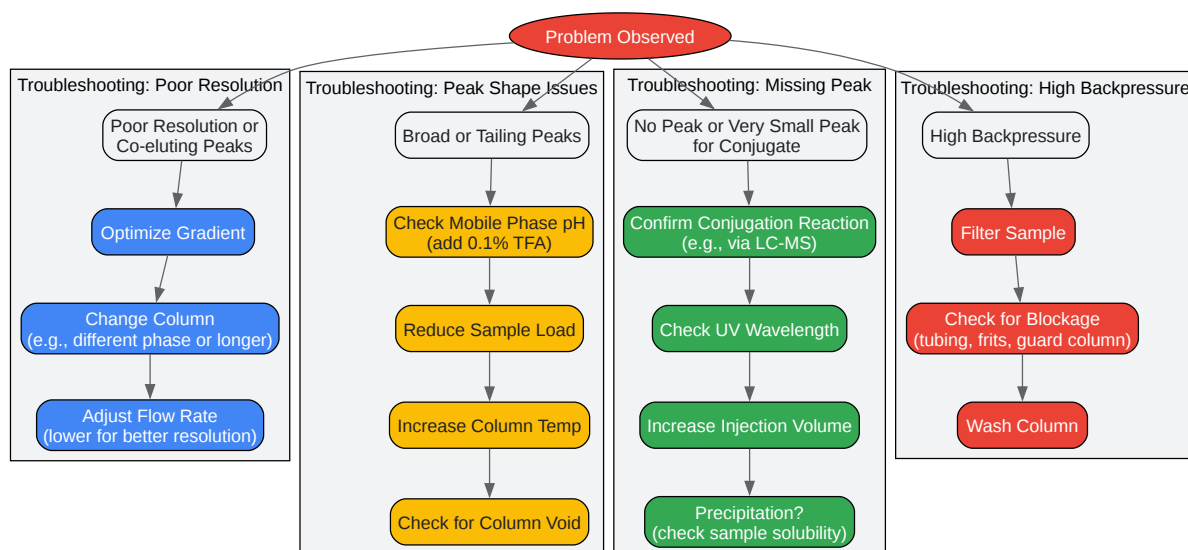 Problem Observed
Troubleshooting: Poor Resolution
Poor Resolution or
Co-eluting Peaks
Optimize Gradient
Change Column
(e.g., different phase or longer)
Adjust Flow Rate
(lower for better resolution)
Troubleshooting: Peak Shape Issues
Broad or Tailing Peaks
Check Mobile Phase pH
(add 0.1% TFA)
Reduce Sample Load
Increase Column Temp
Check for Column Void
Troubleshooting: Missing Peak
No Peak or Very Small Peak
for Conjugate
Confirm Conjugation Reaction
(e.g., via LC-MS)
Check UV Wavelength
Increase Injection Volume
Precipitation?
(check sample solubility)
Troubleshooting: High Backpressure
High Backpressure
Filter Sample
Check for Blockage
(tubing, frits, guard column)
Wash Column